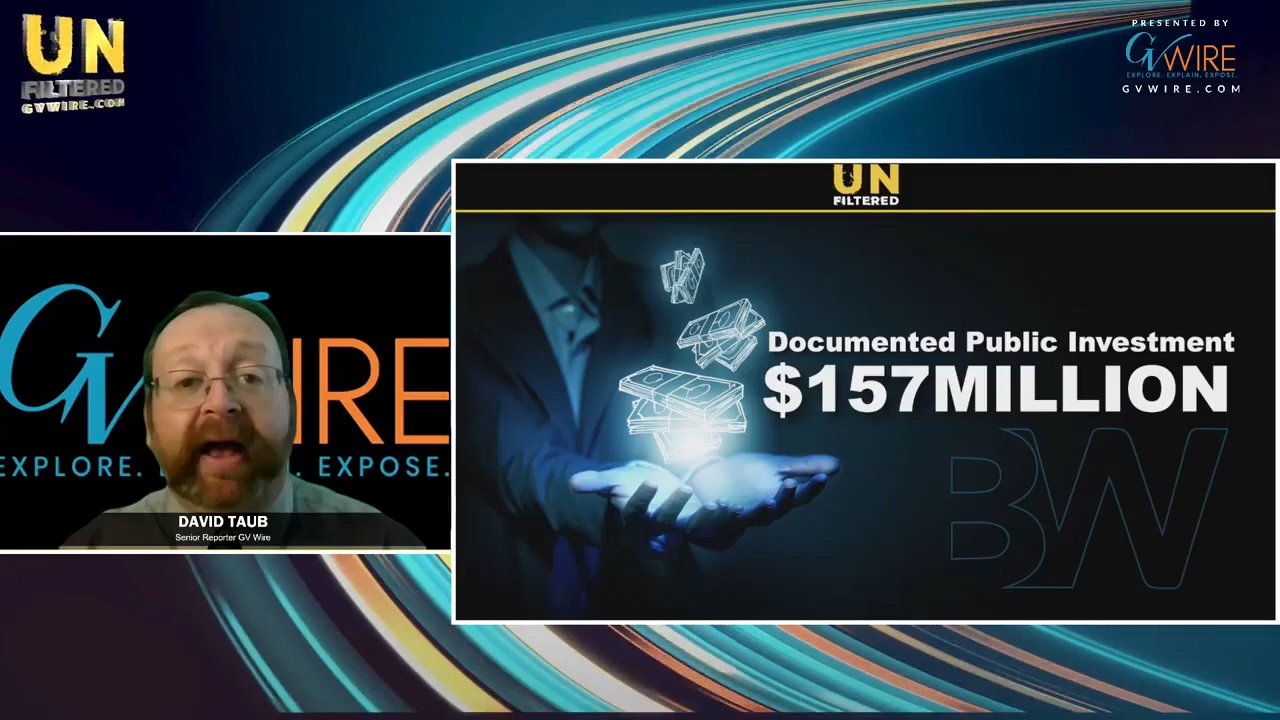 UN
FILTERED
GVWIRE.COM
PRESENTED BY
GVWIRE
EXPLORE. EXPLAIN. EXPOSE.
GVWIRE.COM
UN
FILTERED
Documented Public Investment
$157MILLION
BW
GV IRE
EXPLORE. EXPOSE.
DAVID TAUB
Senior Reporter GV Wire